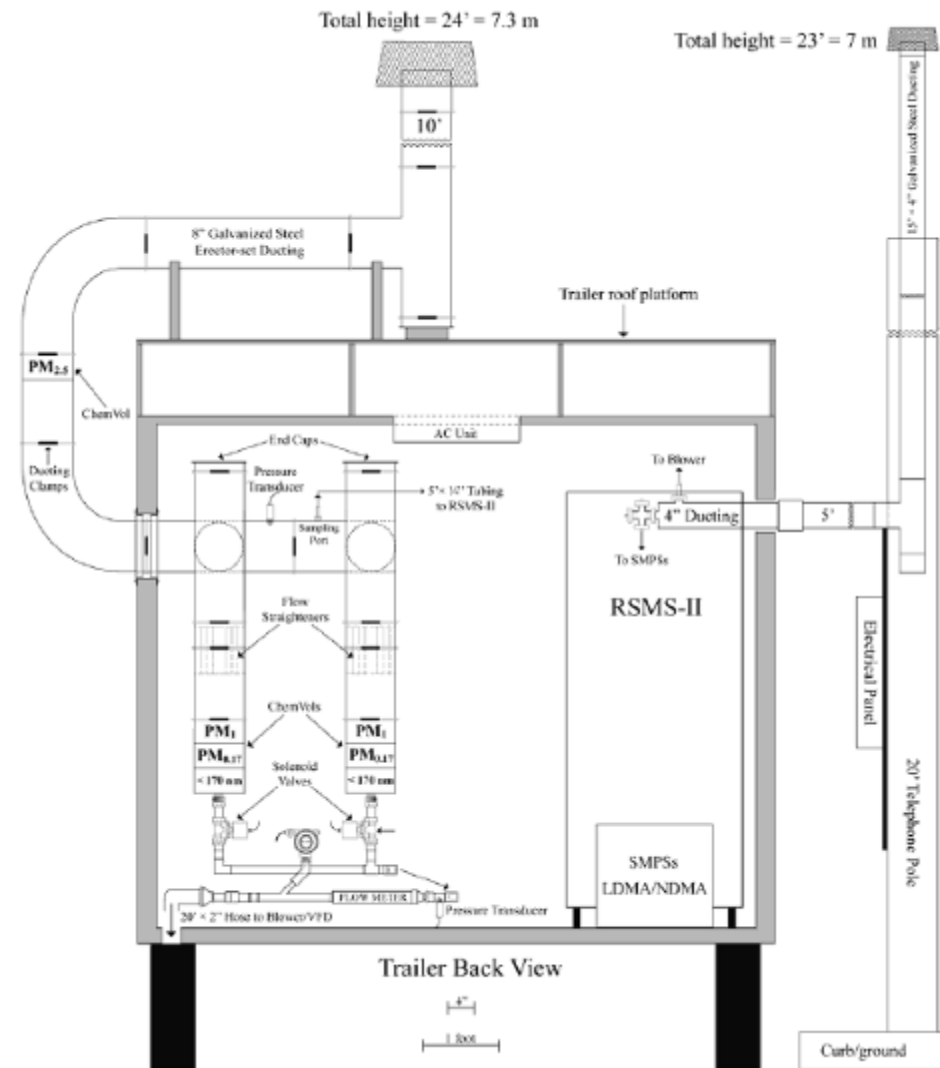 Total height = 24' = 7.3 m
Total height = 23' = 7 m
10'
15' × 4" Galvanized Steel Ducting
8" Galvanized Steel
Erector-set Ducting
Trailer roof platform
PM2.5
ChemVol
AC Unit
End Caps
Ducting
Clamps
Pressure
Transducer
5' × ¼" Tubing
to RSMS-II
Sampling
Port
To Blower
4" Ducting
5'
To SMPSs
RSMS-II
Flow
Straighteners
Electrical Panel
ChemVols
PM1
PM1
PM0.17
PM0.17
< 170 nm
< 170 nm
Solenoid
Valves
20' Telephone Pole
SMPSs
LDMA/NDMA
FLOW METER
20' × 2" Hose to Blower/VFD
Pressure Transducer
Trailer Back View
4"
1 foot
Curb/ground